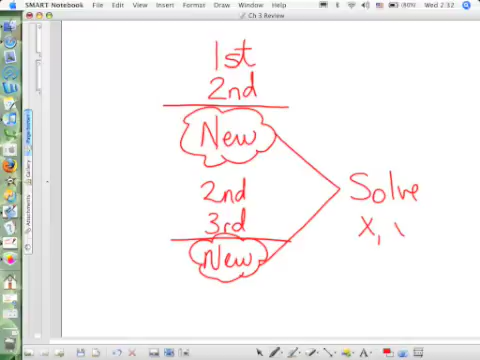 SMART Notebook File Edit View Insert Format Draw Window Help (80%) Wed 2:32
Ch 3 Review
1st
2nd
New
2nd
3rd
New
Solve
x,